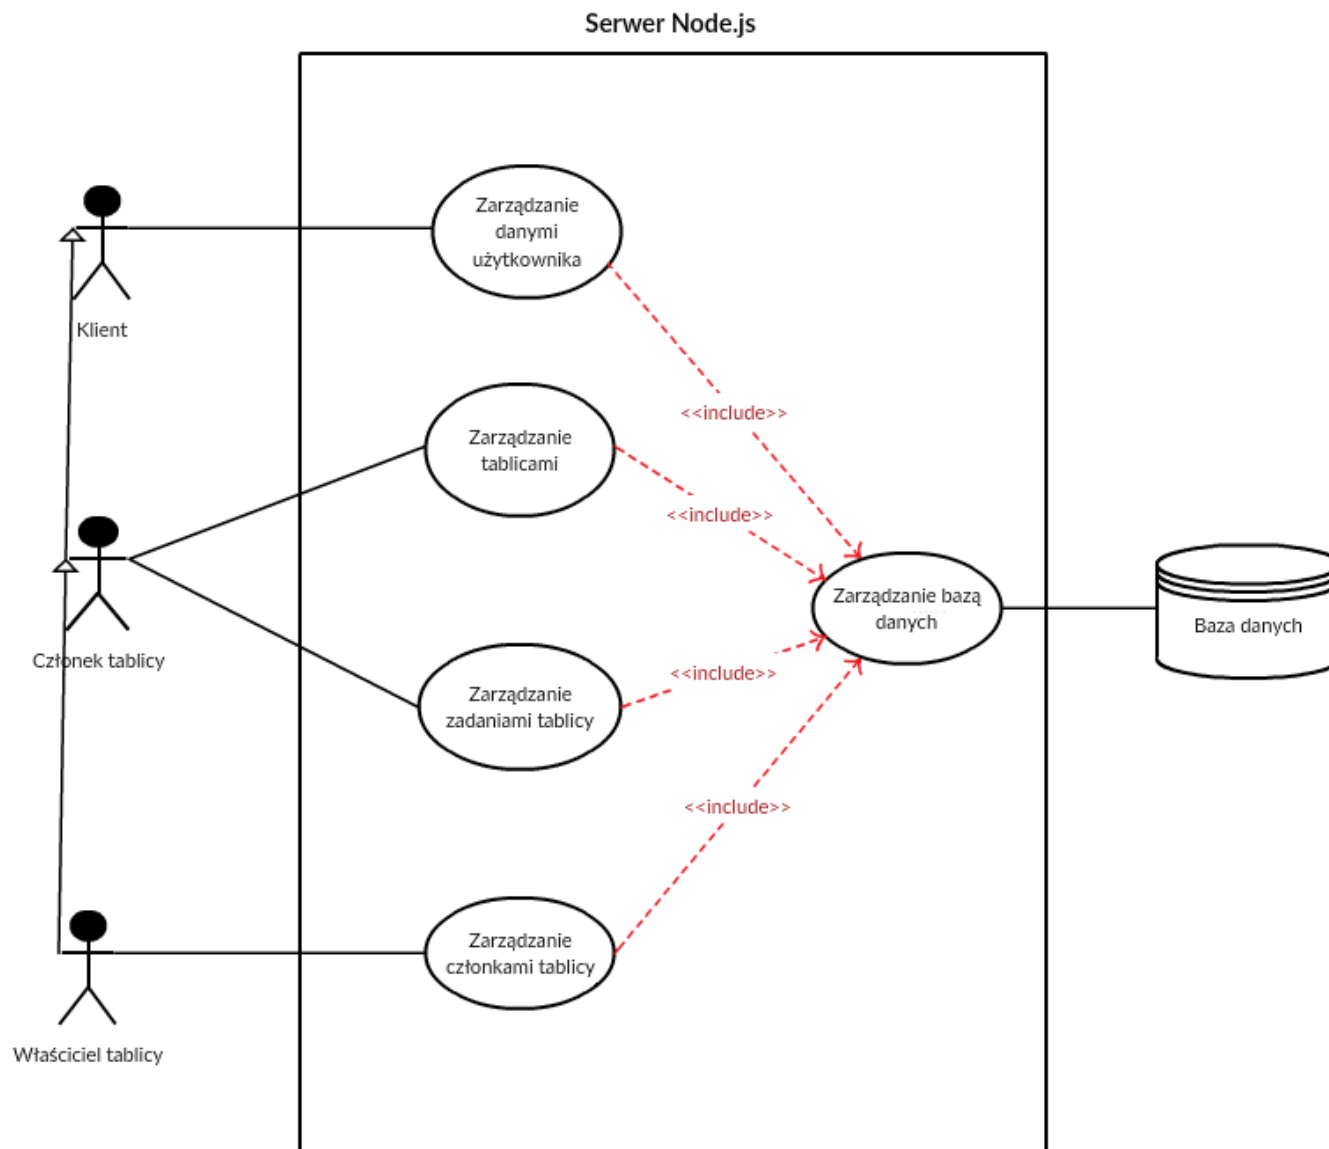 Serwer Node.js
Zarządzanie
danymi
użytkownika
Klient
<<include>>
Zarządzanie
tablicami
<<include>>
Członek tablicy
Zarządzanie bazą
danych
Baza danych
<<include>>
Zarządzanie
zadaniami tablicy
<<include>>
Zarządzanie
członkami tablicy
Właściciel tablicy